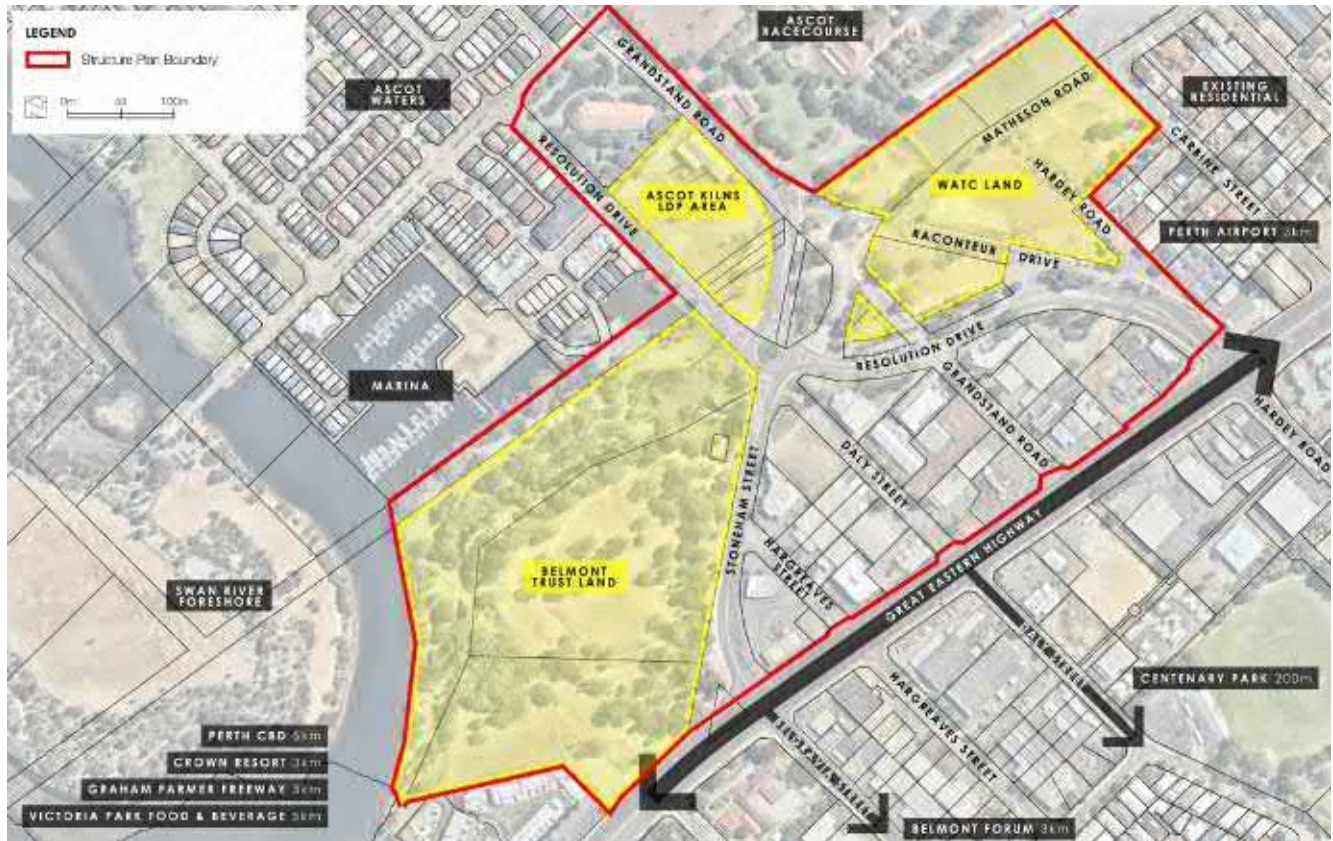 LEGEND
Structure Plan Boundary
0m
100m
ASCOT
RACECOURSE
GRANDSTAND ROAD
ASCOT
WATERS
EXISTING
RESIDENTIAL
MATHESON ROAD
CARBINE STREET
RESOLUTION DRIVE
ASCOT KILNS
LDP AREA
WATC LAND
HARDEY ROAD
PERTH AIRPORT 3km
RACONTEUR DRIVE
RESOLUTION DRIVE
MARINA
GRANDSTAND ROAD
HARDEY ROAD
DALY STREET
STONEHAM STREET
HARGREAVES
STREET
GREAT EASTERN HIGHWAY
BELMONT
TRUST LAND
SWAN RIVER
FORESHORE
HARGREAVES STREET
CENTENARY PARK 200m
PERTH CBD 6km
CROWN RESORT 3km
GRAHAM FARMER FREEWAY 3km
VICTORIA PARK FOOD & BEVERAGE 5km
BELMONT FORUM 3km